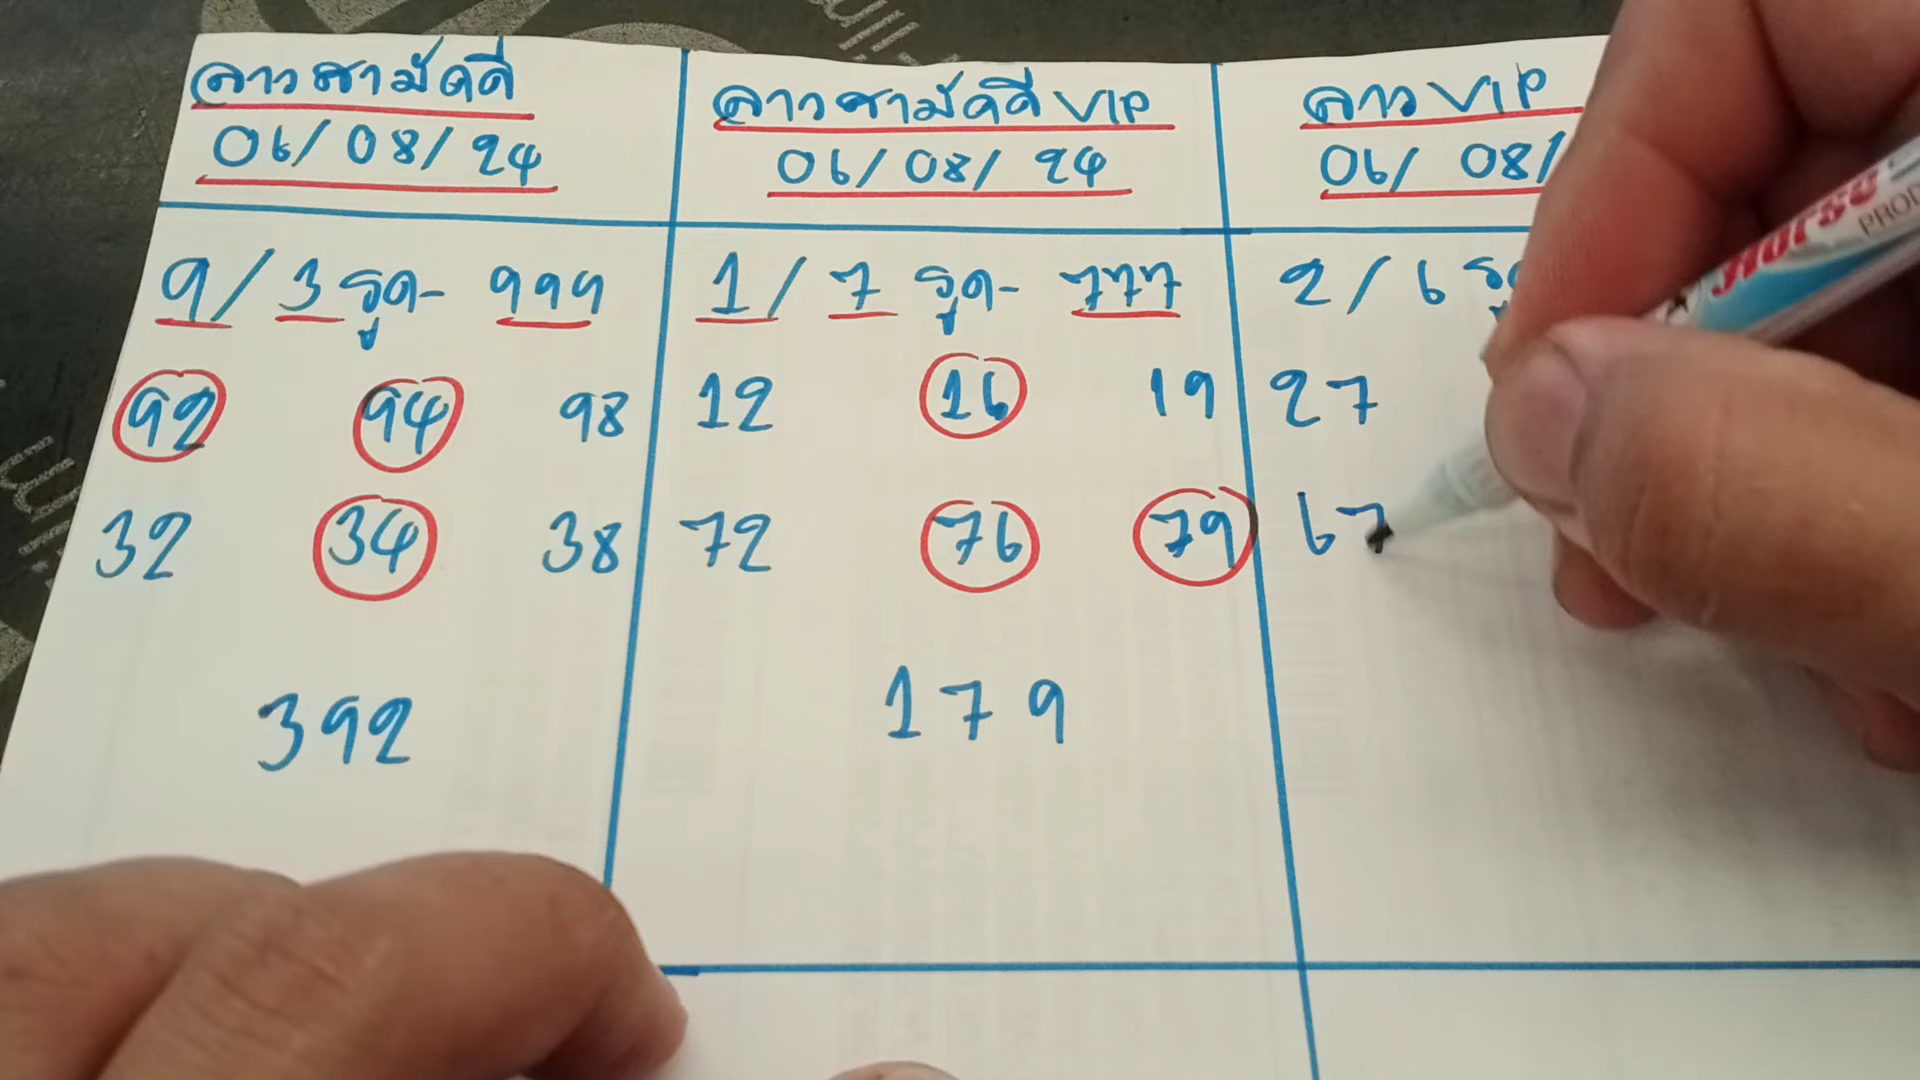 ลาวสามัคคี
06/08/24
9/3 รูด- 999
92 94 98
32 34 38
392
ลาวสามัคคี VIP
06/08/24
1/7 รูด- 777
12 16 19
72 76 79
179
ลาว VIP
06/08/
2/6
27
67
Horse